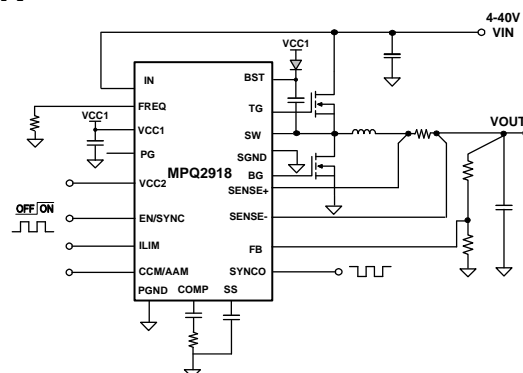 4-40V
VIN
VCC1
IN
BST
FREQ
VCC1
TG
VCC1
VOUT
SW
PG
SGND
MPQ2918
BG
VCC2
SENSE+
OFF ON
EN/SYNC
SENSE-
ILIM
FB
CCM/AAM
SYNCO
PGND
COMP
SS